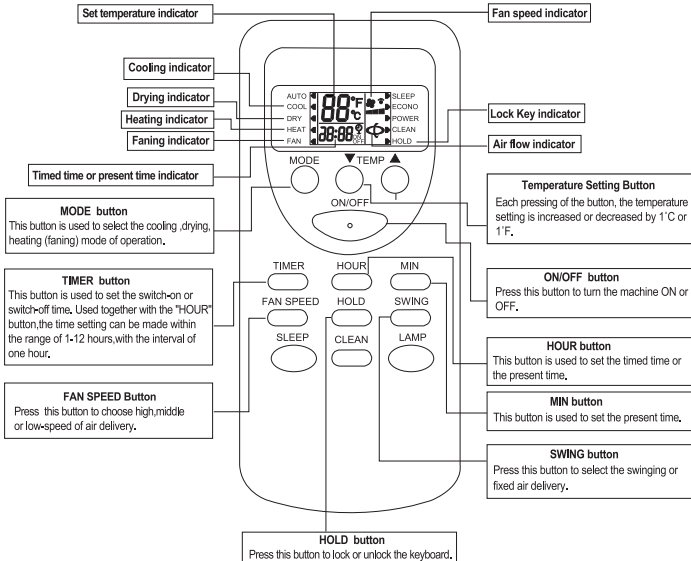 Set temperature indicator
Fan speed indicator
Cooling indicator
Drying indicator
Heating indicator
Faning indicator
Timed time or present time indicator
AUTO
COOL
DRY
HEAT
FAN
88°F
°C
38:88
ON
OFF
SLEEP
ECONO
POWER
CLEAN
HOLD
Lock Key indicator
Air flow indicator
MODE
▼TEMP ▲
ON/OFF
TIMER
HOUR
MIN
FAN SPEED
HOLD
SWING
SLEEP
CLEAN
LAMP
MODE button
This button is used to select the cooling ,drying,
heating (faning) mode of operation.
TIMER button
This button is used to set the switch-on or
switch-off time. Used together with the "HOUR"
button,the time setting can be made within
the range of 1-12 hours,with the interval of
one hour.
FAN SPEED Button
Press this button to choose high,middle
or low-speed of air delivery.
Temperature Setting Button
Each pressing of the button, the temperature
setting is increased or decreased by 1°C or
1°F.
ON/OFF button
Press this button to turn the machine ON or
OFF.
HOUR button
This button is used to set the timed time or
the present time.
MIN button
This button is used to set the present time.
SWING button
Press this button to select the swinging or
fixed air delivery.
HOLD button
Press this button to lock or unlock the keyboard.